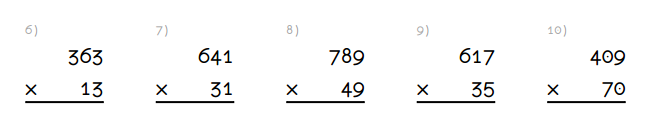 6) 7) 8) 9) 10)
363 641 789 617 409
× 13 × 31 × 49 × 35 × 70